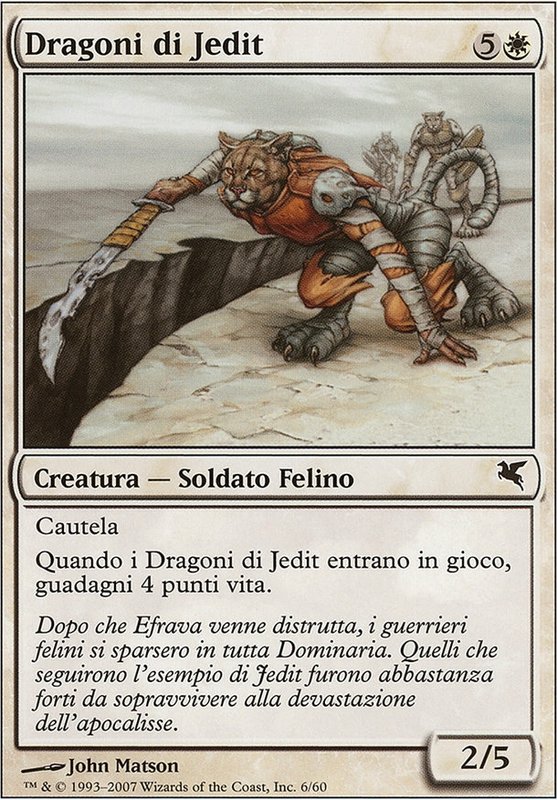 Dragoni di Jedit
5
Creatura — Soldato Felino
Cautela
Quando i Dragoni di Jedit entrano in gioco,
guadagni 4 punti vita.
Dopo che Efrava venne distrutta, i guerrieri
felini si sparsero in tutta Dominaria. Quelli che
seguirono l'esempio di Jedit furono abbastanza
forti da sopravvivere alla devastazione
dell'apocalisse.
2/5
John Matson
™ & © 1993–2007 Wizards of the Coast, Inc. 6/60